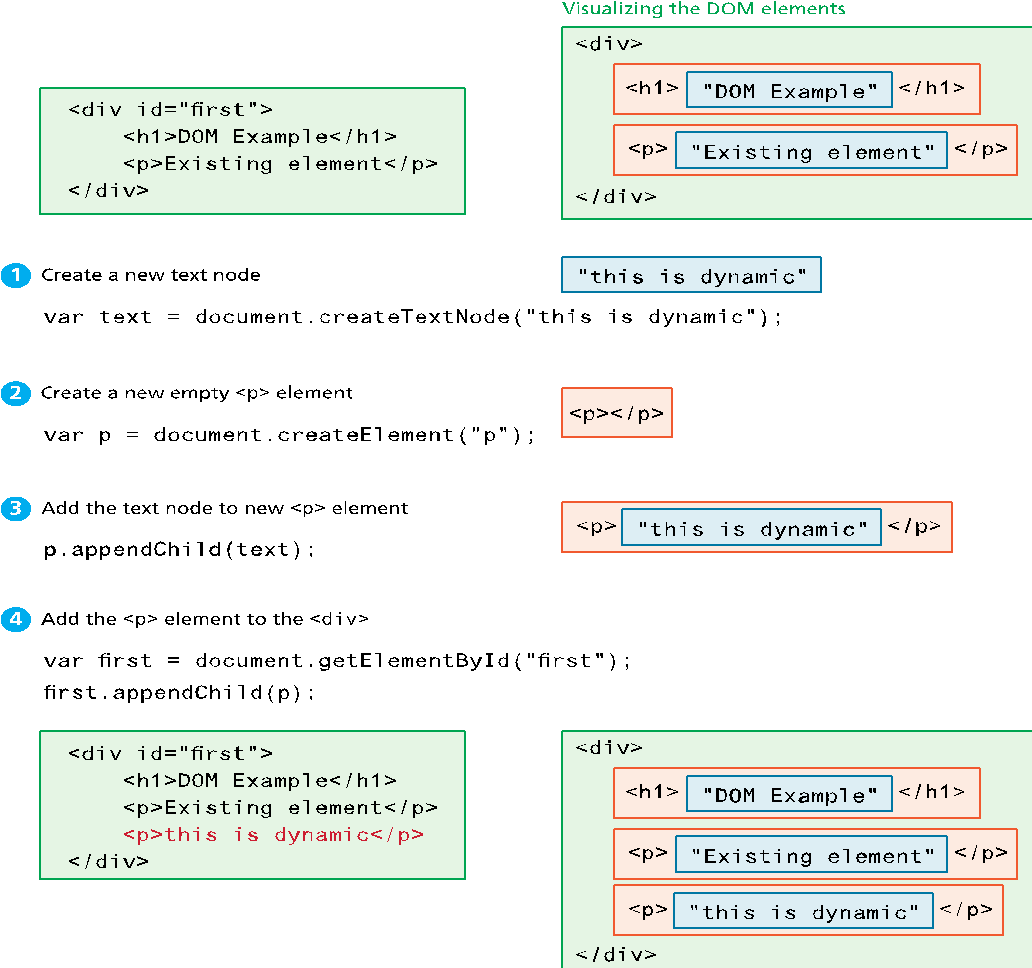 Visualizing the DOM elements
<div id="first">
<h1>DOM Example</h1>
<p>Existing element</p>
</div>
<div>
<h1> "DOM Example" </h1>
<p> "Existing element" </p>
</div>
1 Create a new text node
"this is dynamic"
var text = document.createTextNode("this is dynamic");
2 Create a new empty <p> element
<p></p>
var p = document.createElement("p");
3 Add the text node to new <p> element
<p> "this is dynamic" </p>
p.appendChild(text);
4 Add the <p> element to the <div>
var first = document.getElementById("first");
first.appendChild(p);
<div id="first">
<h1>DOM Example</h1>
<p>Existing element</p>
<p>this is dynamic</p>
</div>
<div>
<h1> "DOM Example" </h1>
<p> "Existing element" </p>
<p> "this is dynamic" </p>
</div>